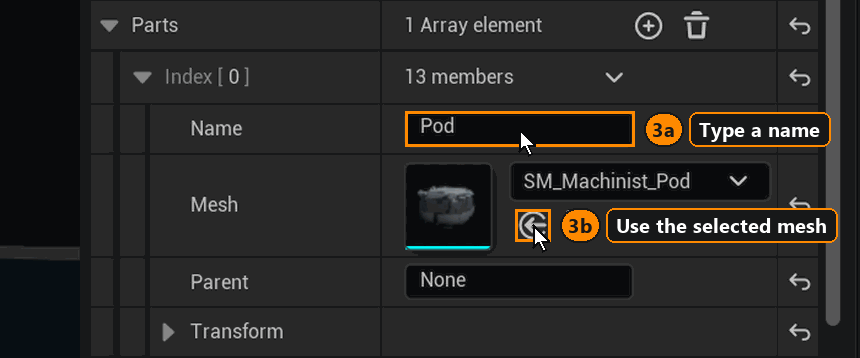 Parts 1 Array element
Index [ 0 ] 13 members
Name Pod 3a Type a name
Mesh SM_Machinist_Pod
3b Use the selected mesh
Parent None
Transform